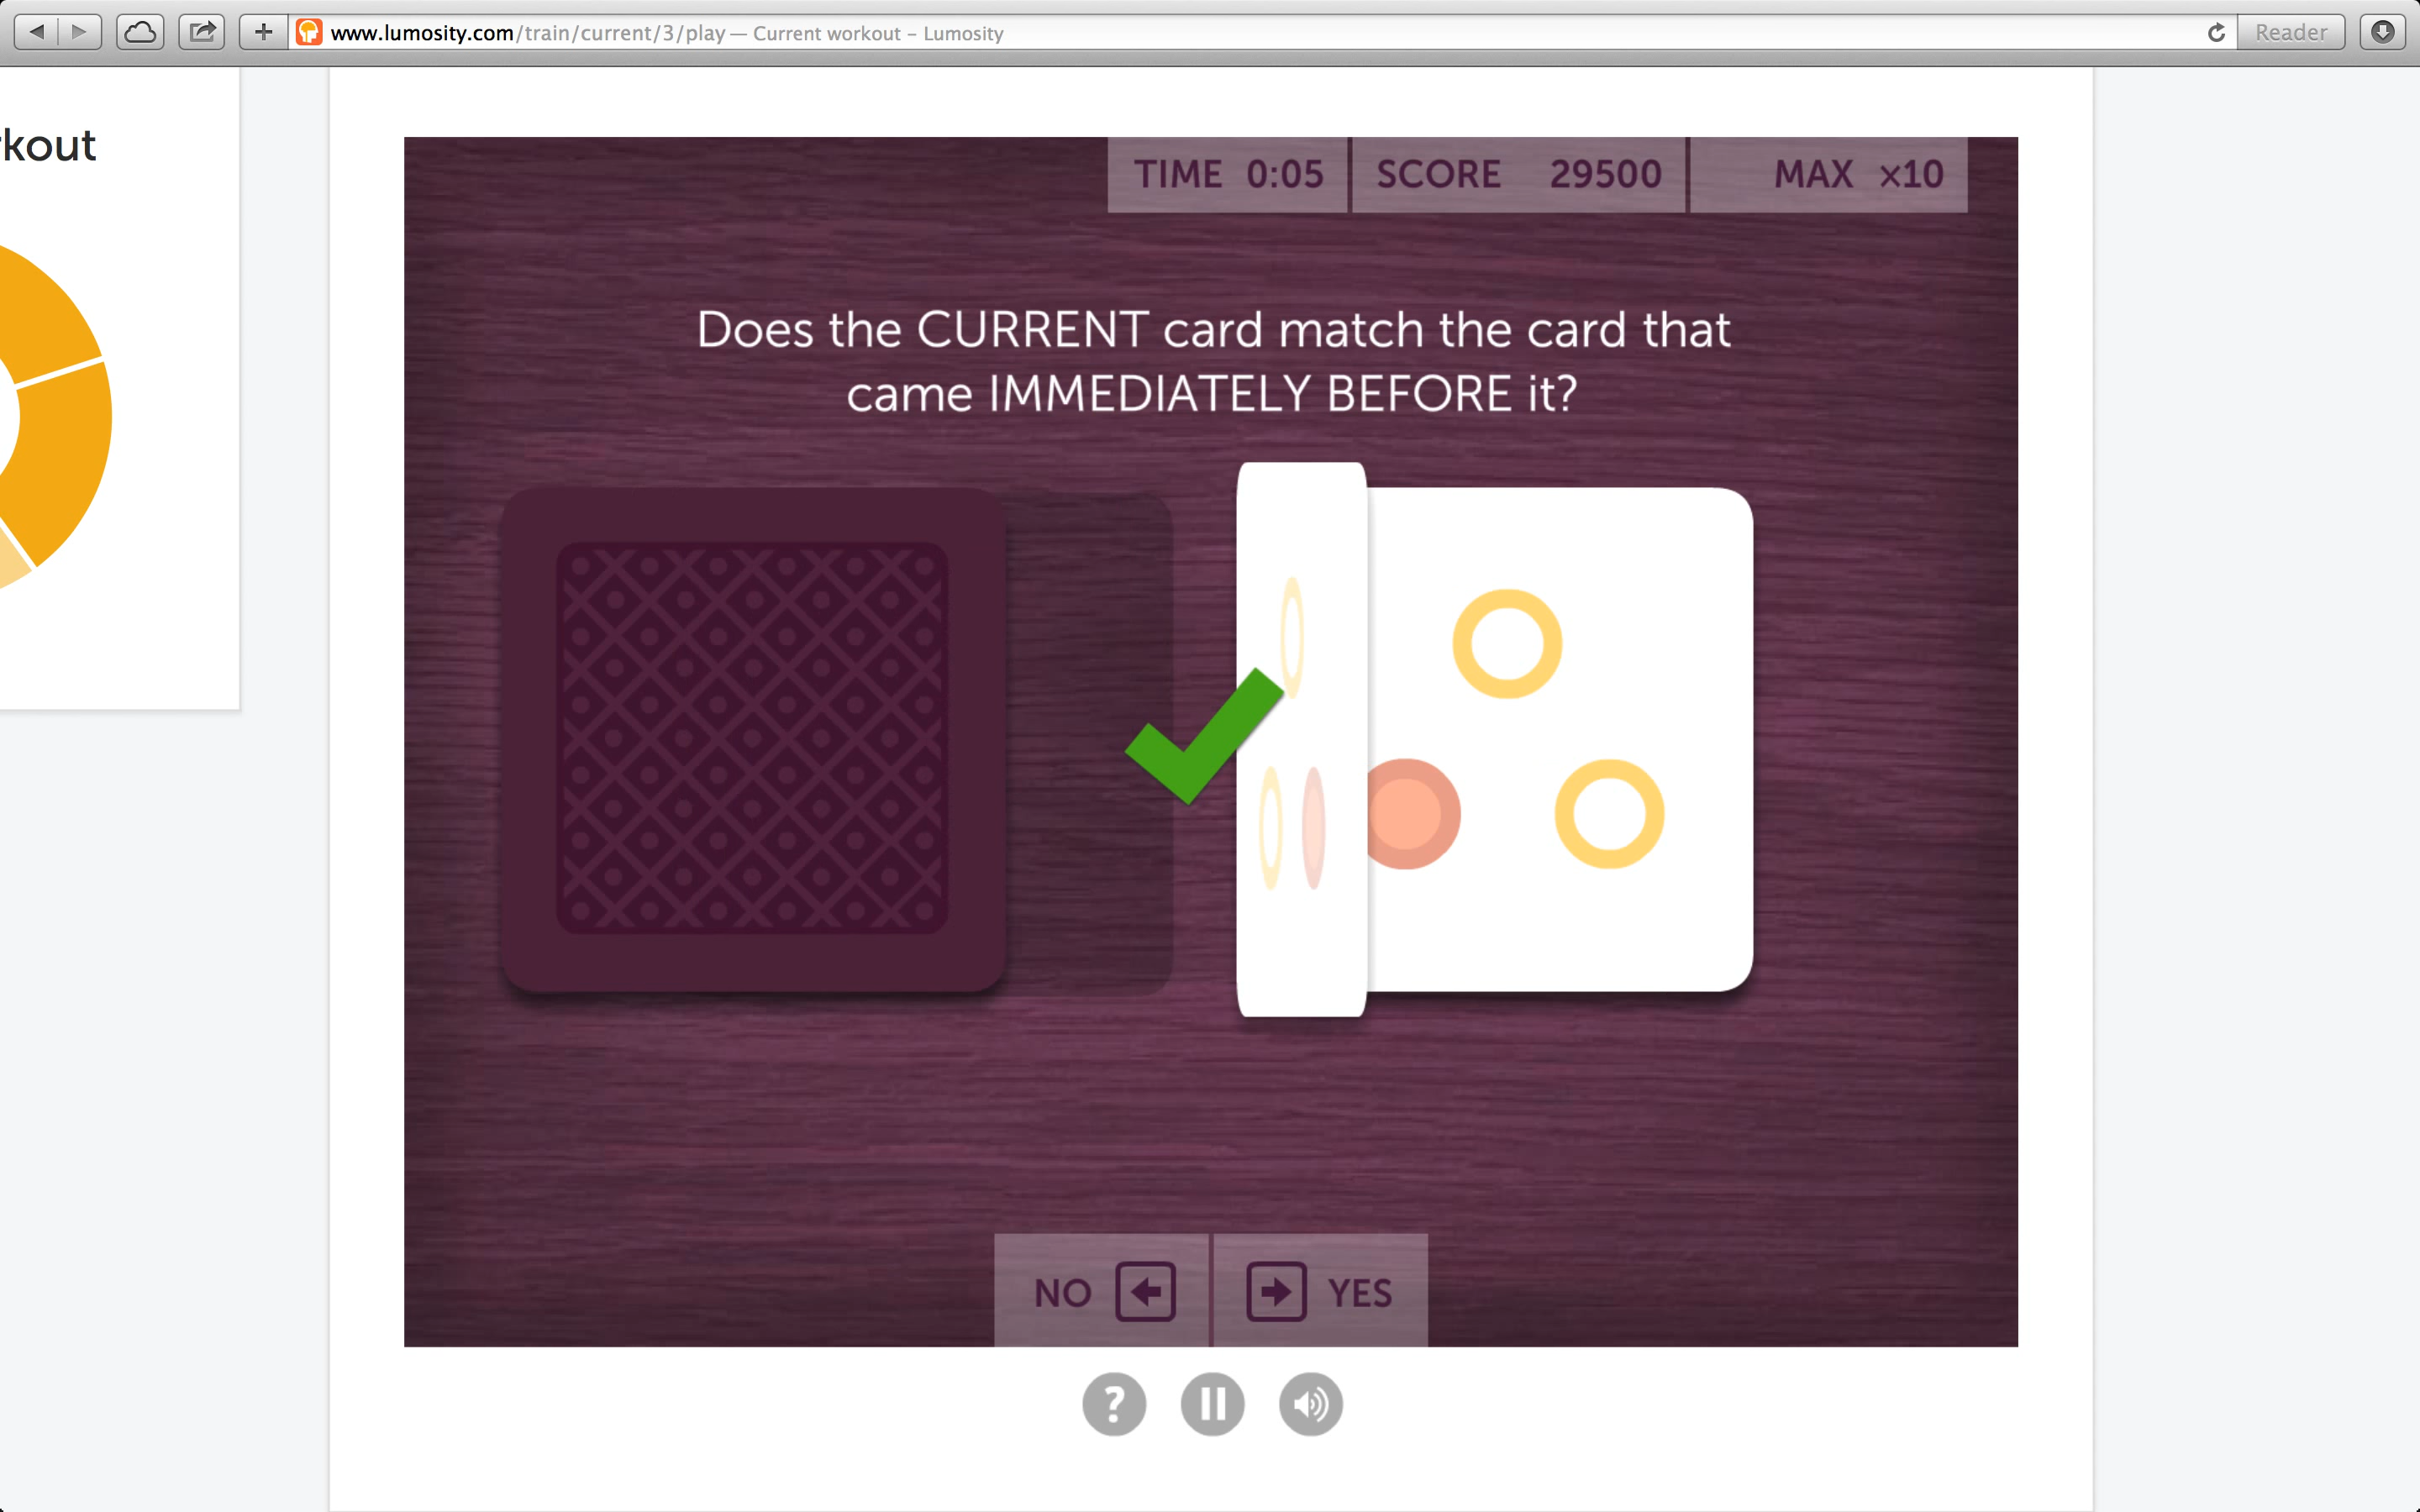 www.lumosity.com/train/current/3/play — Current workout – Lumosity
Reader
kout
TIME 0:05 SCORE 29500 MAX ×10
Does the CURRENT card match the card that
came IMMEDIATELY BEFORE it?
NO YES
?